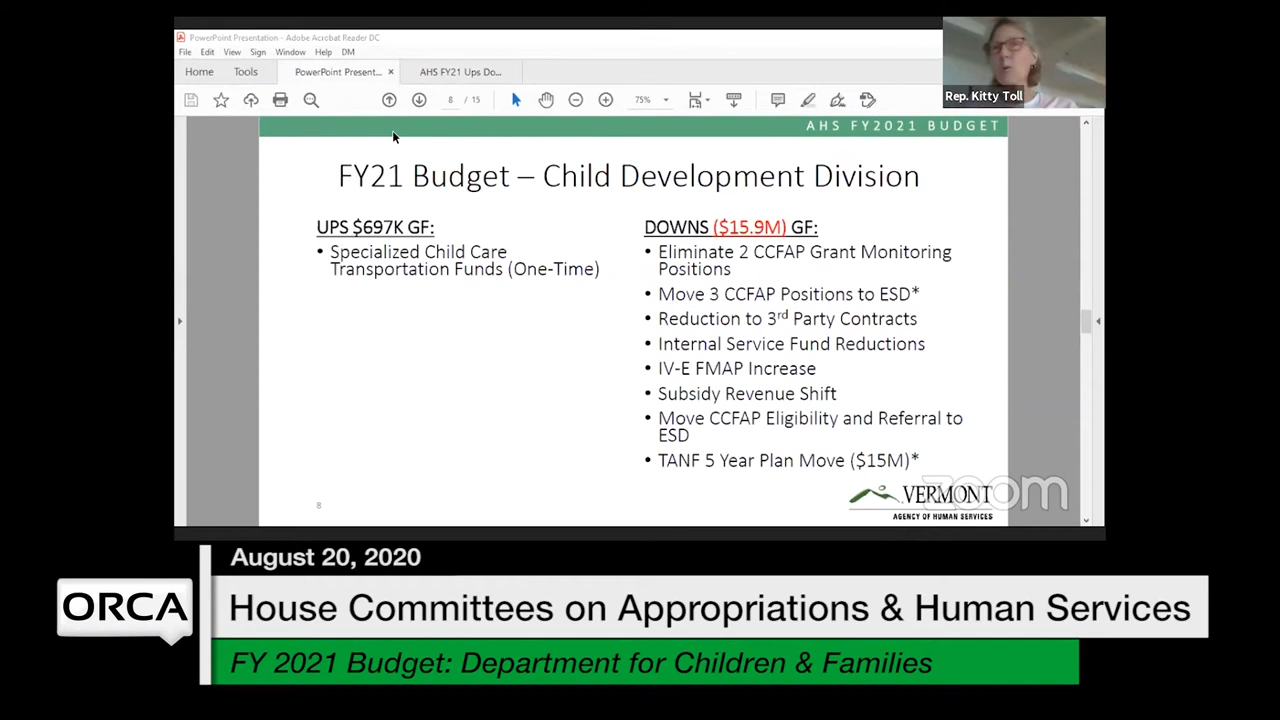 PowerPoint Presentation - Adobe Acrobat Reader DC
File Edit View Sign Window Help DM
Home Tools PowerPoint Present... × AHS FY21 Ups Do...
8 / 15 75%
Rep. Kitty Toll
AHS FY2021 BUDGET
FY21 Budget – Child Development Division
UPS $697K GF:
• Specialized Child Care
Transportation Funds (One-Time)
DOWNS ($15.9M) GF:
• Eliminate 2 CCFAP Grant Monitoring
Positions
• Move 3 CCFAP Positions to ESD*
• Reduction to 3rd Party Contracts
• Internal Service Fund Reductions
• IV-E FMAP Increase
• Subsidy Revenue Shift
• Move CCFAP Eligibility and Referral to
ESD
• TANF 5 Year Plan Move ($15M)*
8
VERMONT
AGENCY OF HUMAN SERVICES
zoom
August 20, 2020
ORCA
House Committees on Appropriations & Human Services
FY 2021 Budget: Department for Children & Families